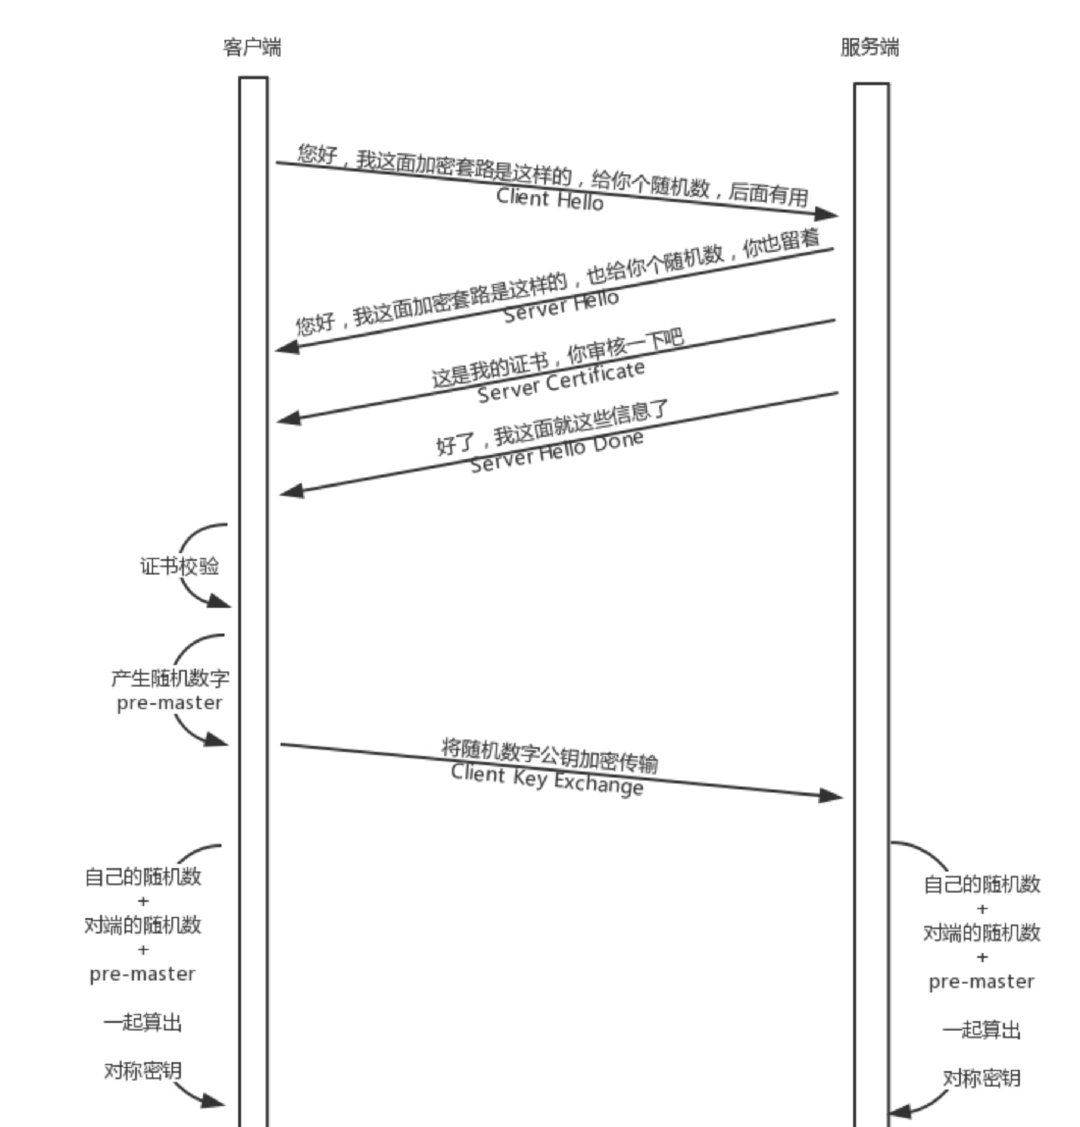 客户端
服务端
您好，我这面加密套路是这样的，给你个随机数，后面有用
Client Hello
您好，我这面加密套路是这样的，也给你个随机数，你也留着
Server Hello
这是我的证书，你审核一下吧
Server Certificate
好了，我这面就这些信息了
Server Hello Done
证书校验
产生随机数字
pre-master
将随机数字公钥加密传输
Client Key Exchange
自己的随机数
+
对端的随机数
+
pre-master
一起算出
对称密钥
自己的随机数
+
对端的随机数
+
pre-master
一起算出
对称密钥